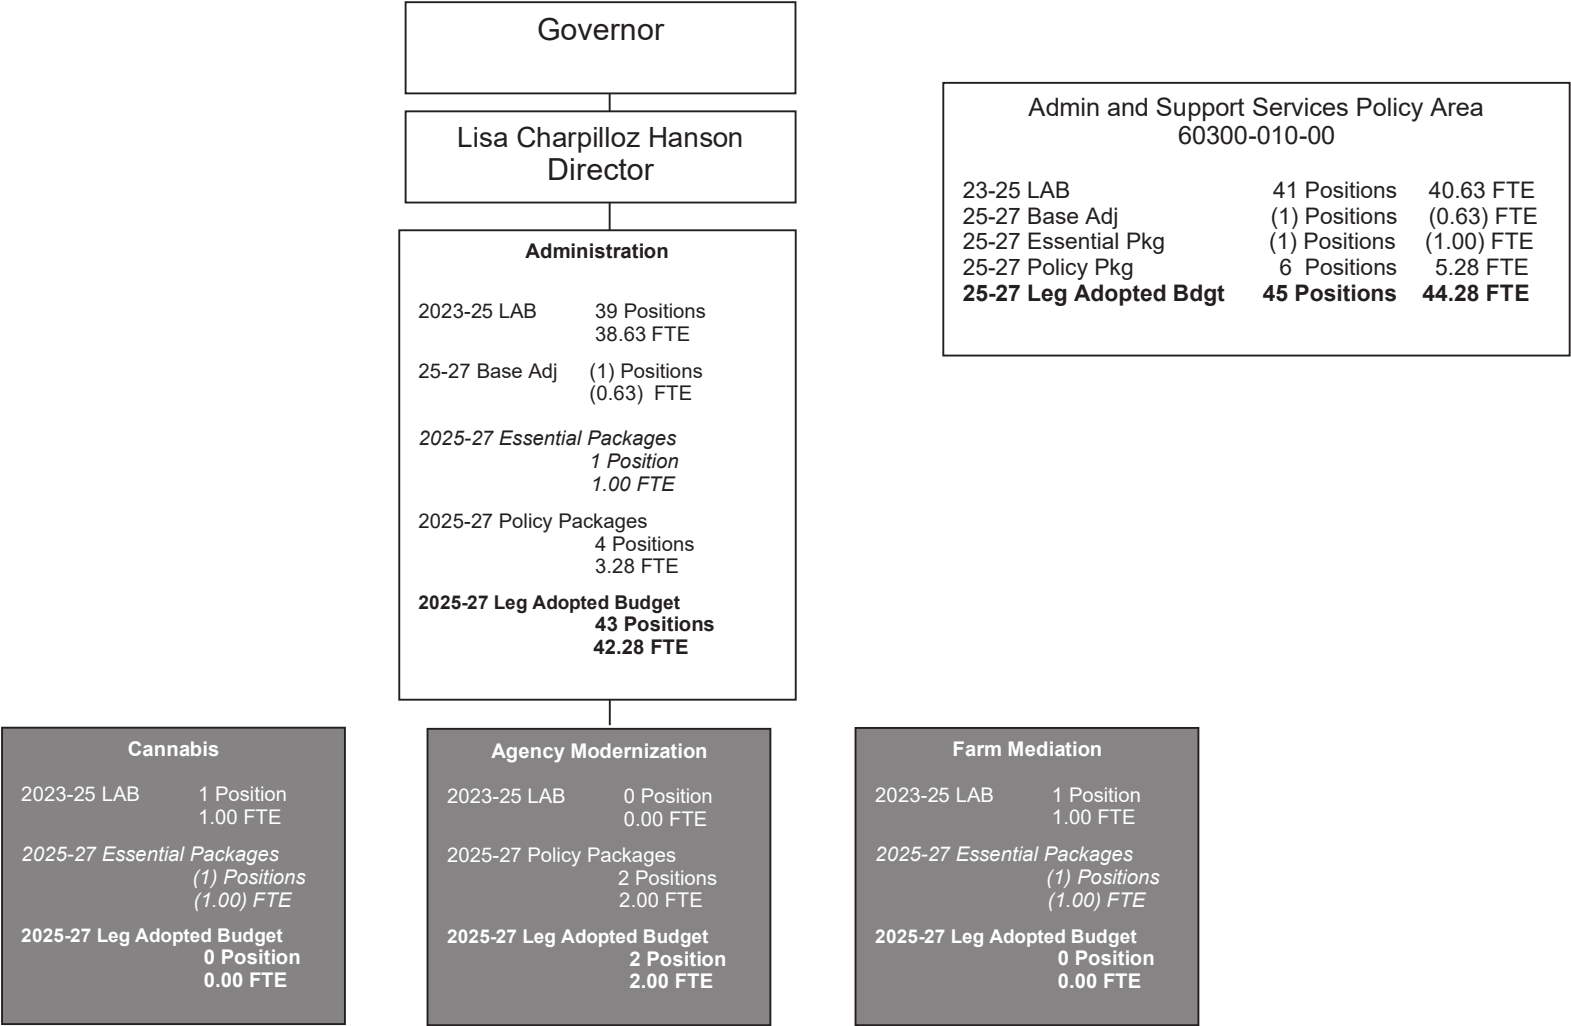 Governor
Lisa Charpilloz Hanson
Director
Admin and Support Services Policy Area
60300-010-00
23-25 LAB 41 Positions 40.63 FTE
25-27 Base Adj (1) Positions (0.63) FTE
25-27 Essential Pkg (1) Positions (1.00) FTE
25-27 Policy Pkg 6 Positions 5.28 FTE
25-27 Leg Adopted Bdgt 45 Positions 44.28 FTE
Administration
2023-25 LAB 39 Positions
38.63 FTE
25-27 Base Adj (1) Positions
(0.63) FTE
2025-27 Essential Packages
1 Position
1.00 FTE
2025-27 Policy Packages
4 Positions
3.28 FTE
2025-27 Leg Adopted Budget
43 Positions
42.28 FTE
Cannabis
2023-25 LAB 1 Position
1.00 FTE
2025-27 Essential Packages
(1) Positions
(1.00) FTE
2025-27 Leg Adopted Budget
0 Position
0.00 FTE
Agency Modernization
2023-25 LAB 0 Position
0.00 FTE
2025-27 Policy Packages
2 Positions
2.00 FTE
2025-27 Leg Adopted Budget
2 Position
2.00 FTE
Farm Mediation
2023-25 LAB 1 Position
1.00 FTE
2025-27 Essential Packages
(1) Positions
(1.00) FTE
2025-27 Leg Adopted Budget
0 Position
0.00 FTE